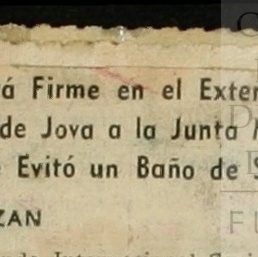 á Firme en el Exter
de Jova a la Junta
Evitó un Baño de S
ZAN